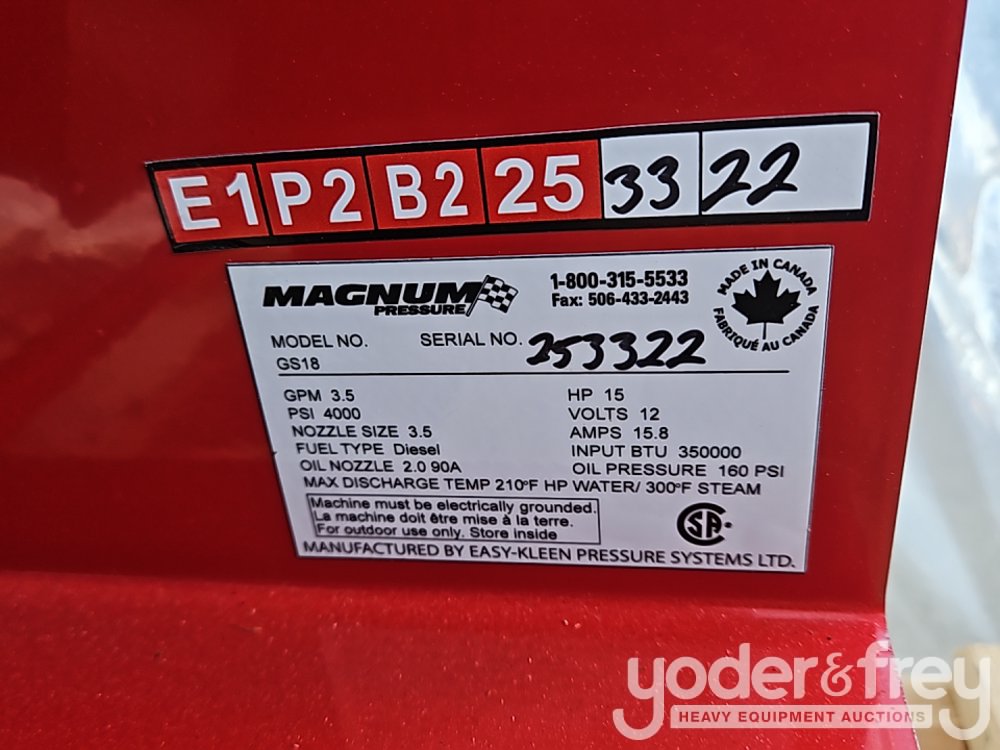 E1 P2 B2 25 33 22
MAGNUM
PRESSURE
1-800-315-5533
Fax: 506-433-2443
MADE IN CANADA
FABRIQUÉ AU CANADA
MODEL NO. SERIAL NO. 253322
GS18
GPM 3.5 HP 15
PSI 4000 VOLTS 12
NOZZLE SIZE 3.5 AMPS 15.8
FUEL TYPE Diesel INPUT BTU 350000
OIL NOZZLE 2.0 90A OIL PRESSURE 160 PSI
MAX DISCHARGE TEMP 210°F HP WATER/ 300°F STEAM
Machine must be electrically grounded.
La machine doit être mise à la terre.
For outdoor use only. Store inside
CSA
MANUFACTURED BY EASY-KLEEN PRESSURE SYSTEMS LTD.
yoder&frey
HEAVY EQUIPMENT AUCTIONS